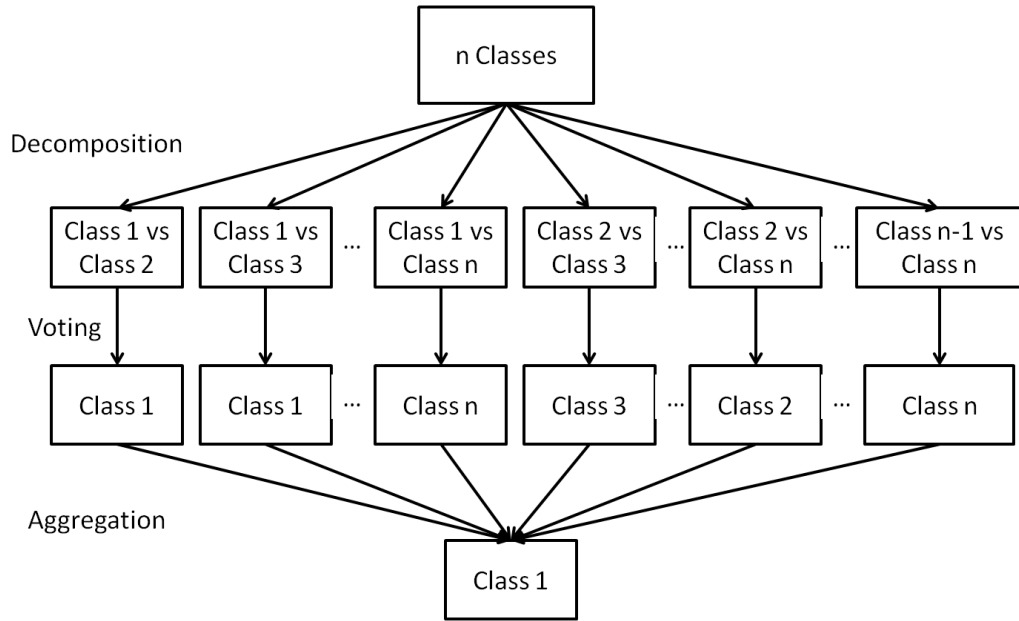 n Classes
Decomposition
Class 1 vs
Class 2
Class 1 vs
Class 3
...
Class 1 vs
Class n
Class 2 vs
Class 3
...
Class 2 vs
Class n
...
Class n-1 vs
Class n
Voting
Class 1
Class 1
...
Class n
Class 3
...
Class 2
...
Class n
Aggregation
Class 1